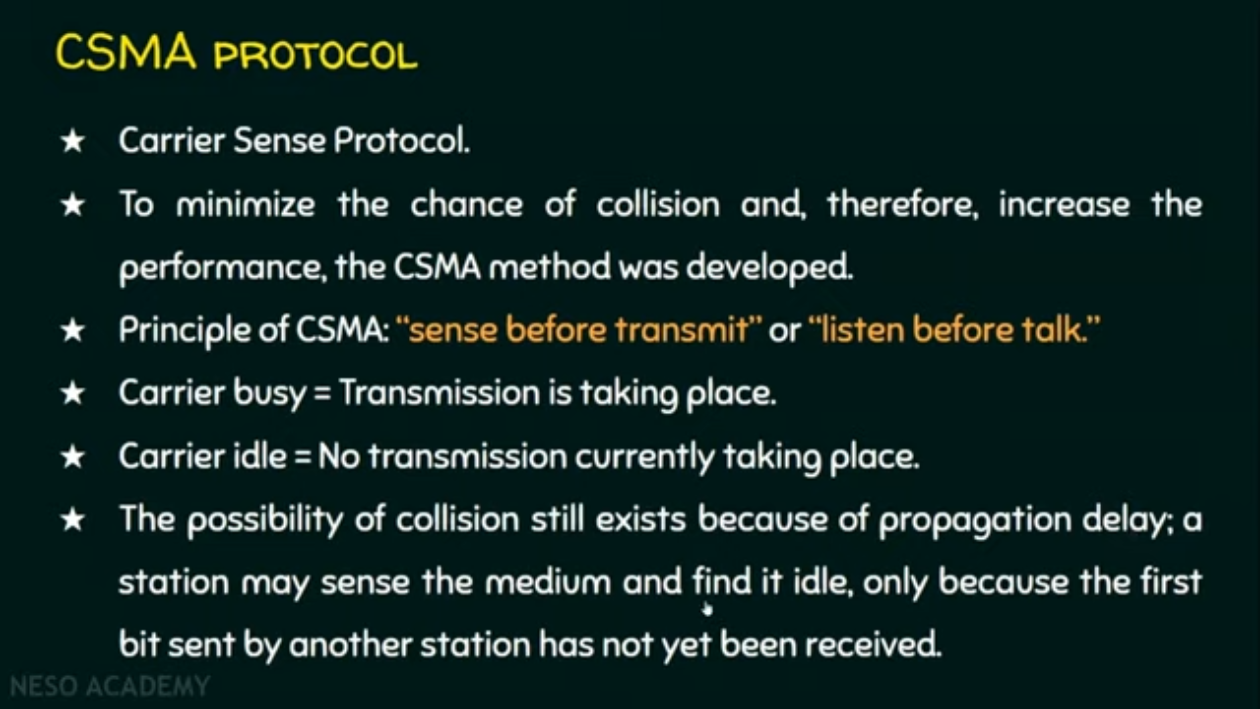 CSMA PROTOCOL
★ Carrier Sense Protocol.
★ To minimize the chance of collision and, therefore, increase the
performance, the CSMA method was developed.
★ Principle of CSMA: “sense before transmit” or “listen before talk.”
★ Carrier busy = Transmission is taking place.
★ Carrier idle = No transmission currently taking place.
★ The possibility of collision still exists because of propagation delay; a
station may sense the medium and find it idle, only because the first
bit sent by another station has not yet been received.
NESO ACADEMY